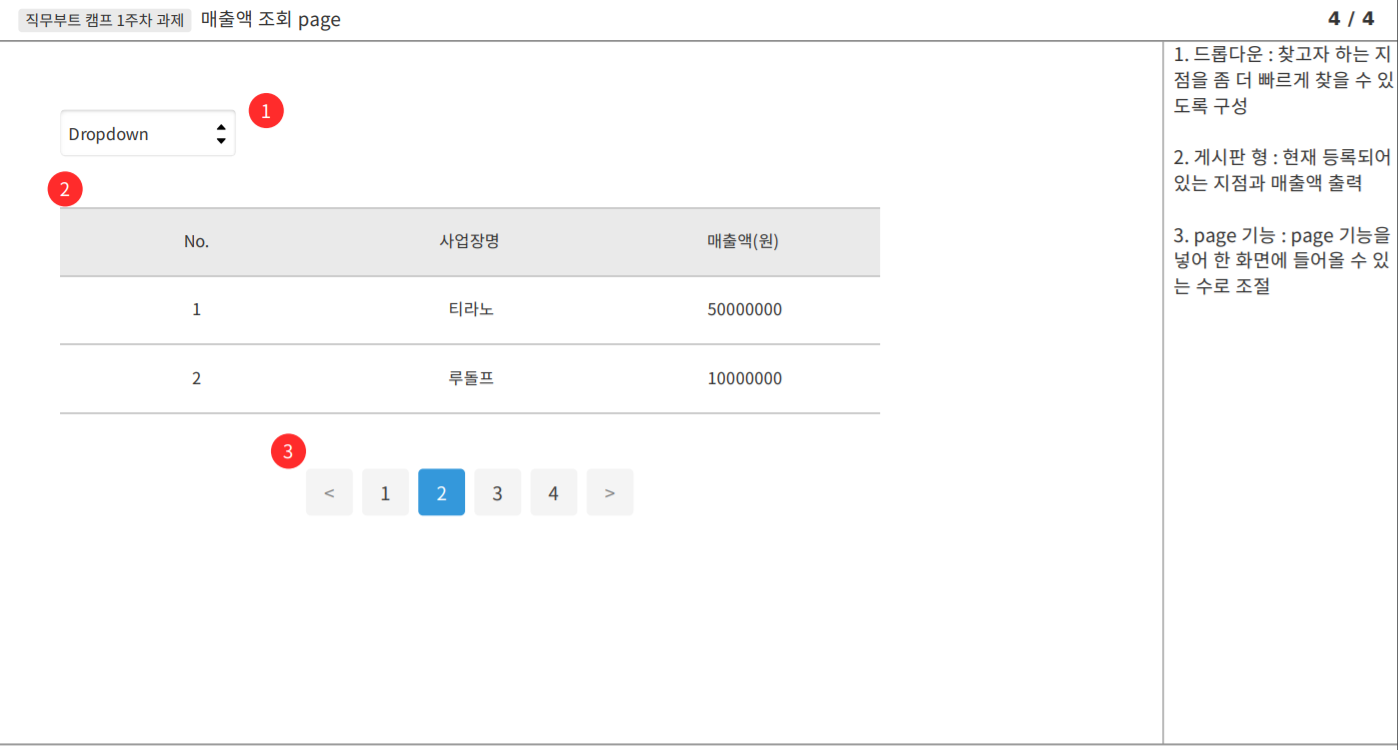 직무부트 캠프 1주차 과제 매출액 조회 page 4 / 4
1
Dropdown
2
No. 사업장명 매출액(원)
1 티라노 50000000
2 루돌프 10000000
3
< 1 2 3 4 >
1. 드롭다운 : 찾고자 하는 지
점을 좀 더 빠르게 찾을 수 있
도록 구성
2. 게시판 형 : 현재 등록되어
있는 지점과 매출액 출력
3. page 기능 : page 기능을
넣어 한 화면에 들어올 수 있
는 수로 조절